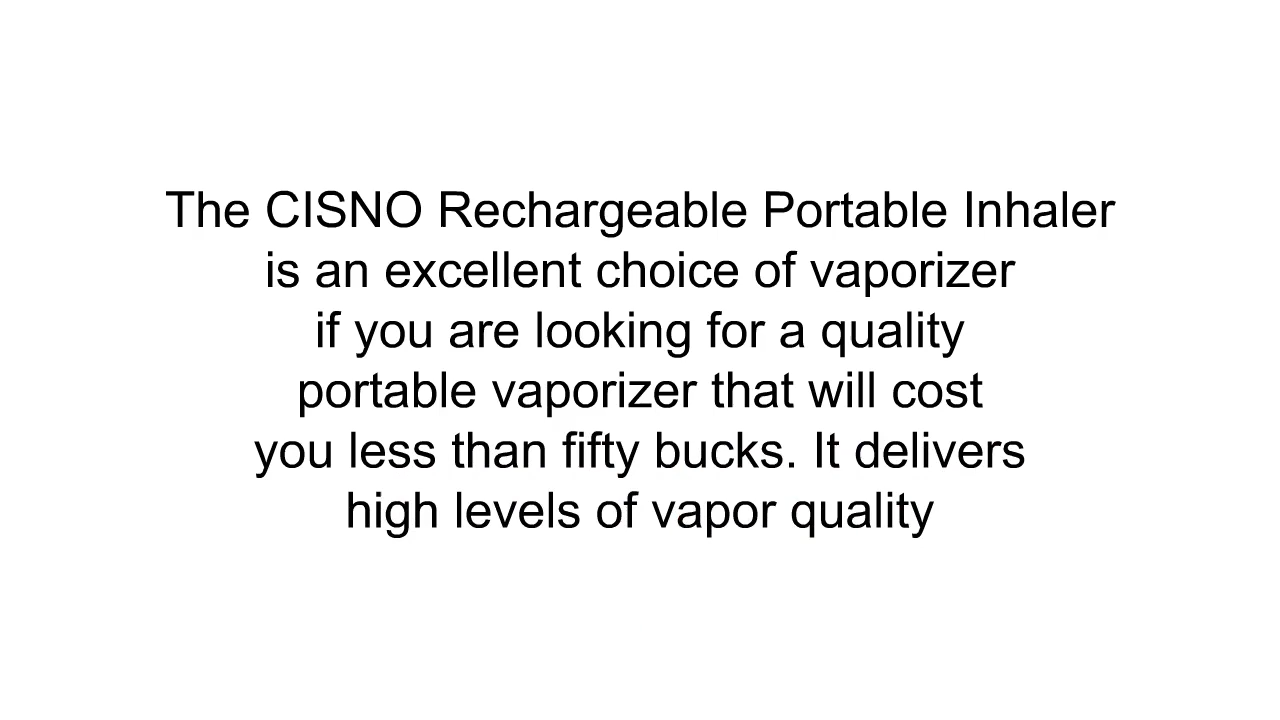 The CISNO Rechargeable Portable Inhaler
is an excellent choice of vaporizer
if you are looking for a quality
portable vaporizer that will cost
you less than fifty bucks. It delivers
high levels of vapor quality